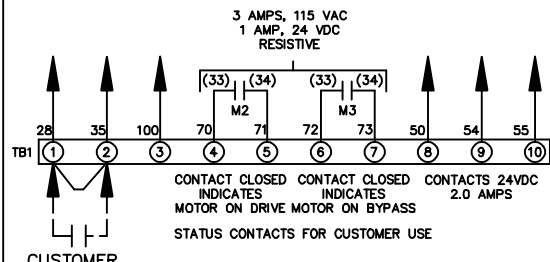 3 AMPS, 115 VAC
1 AMP, 24 VDC
RESISTIVE
(33) (34) (33) (34)
M2 M3
28 35 100 70 71 72 73 50 54 55
TB1 1 2 3 4 5 6 7 8 9 10
CONTACT CLOSED CONTACT CLOSED CONTACTS 24VDC
INDICATES INDICATES 2.0 AMPS
MOTOR ON DRIVE MOTOR ON BYPASS
STATUS CONTACTS FOR CUSTOMER USE
CUSTOMER